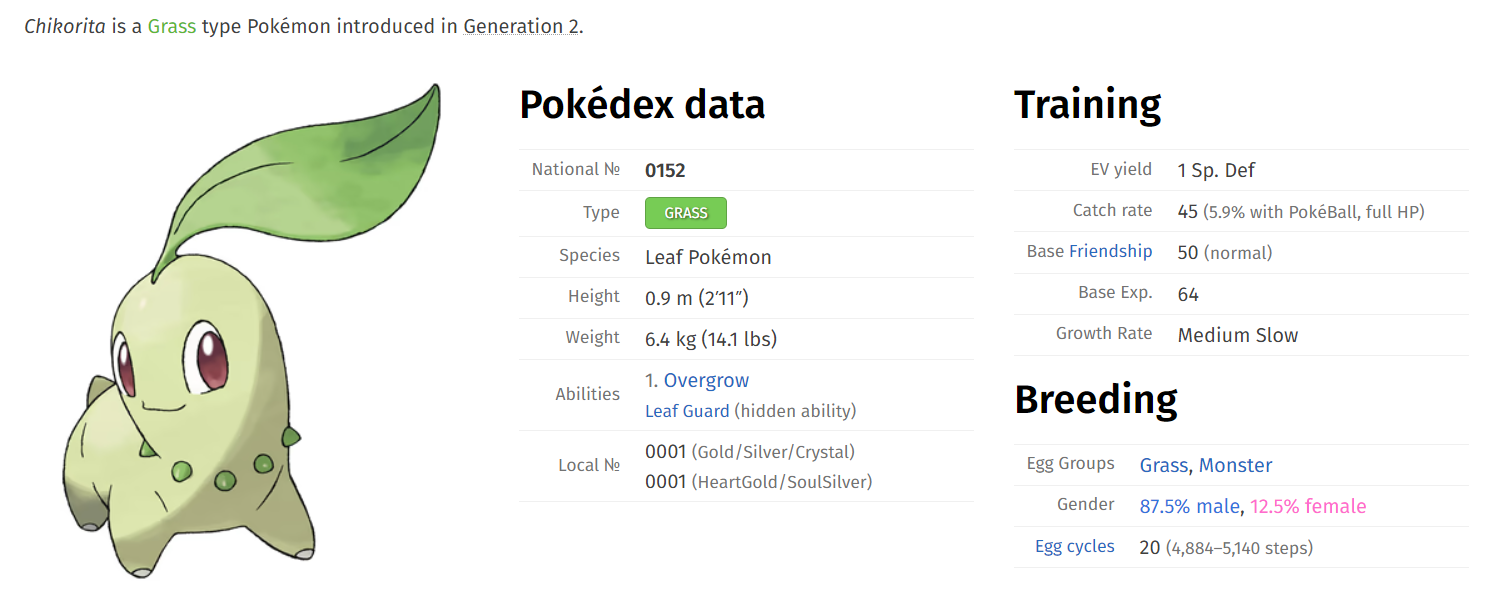 Chikorita is a Grass type Pokémon introduced in Generation 2.
Pokédex data
National № 0152
Type GRASS
Species Leaf Pokémon
Height 0.9 m (2′11″)
Weight 6.4 kg (14.1 lbs)
Abilities 1. Overgrow
Leaf Guard (hidden ability)
Local № 0001 (Gold/Silver/Crystal)
0001 (HeartGold/SoulSilver)
Training
EV yield 1 Sp. Def
Catch rate 45 (5.9% with PokéBall, full HP)
Base Friendship 50 (normal)
Base Exp. 64
Growth Rate Medium Slow
Breeding
Egg Groups Grass, Monster
Gender 87.5% male, 12.5% female
Egg cycles 20 (4,884–5,140 steps)